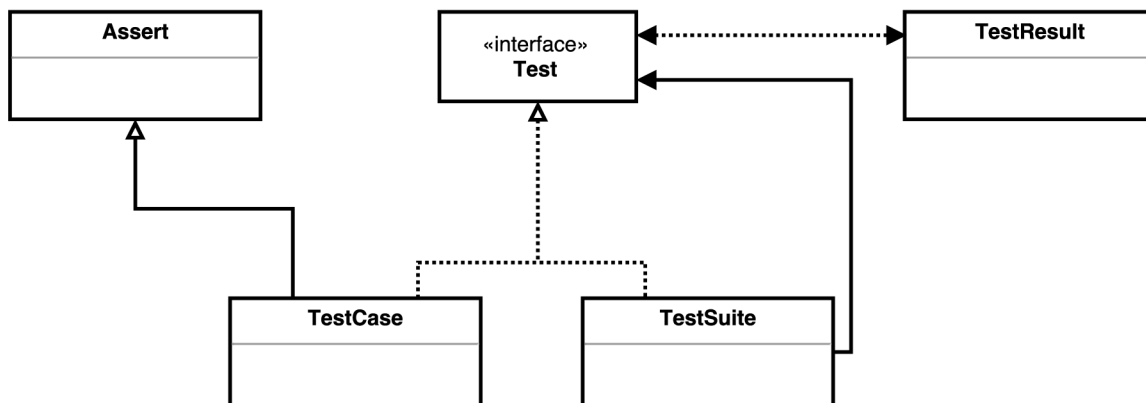 Assert
«interface»
Test
TestResult
TestCase
TestSuite